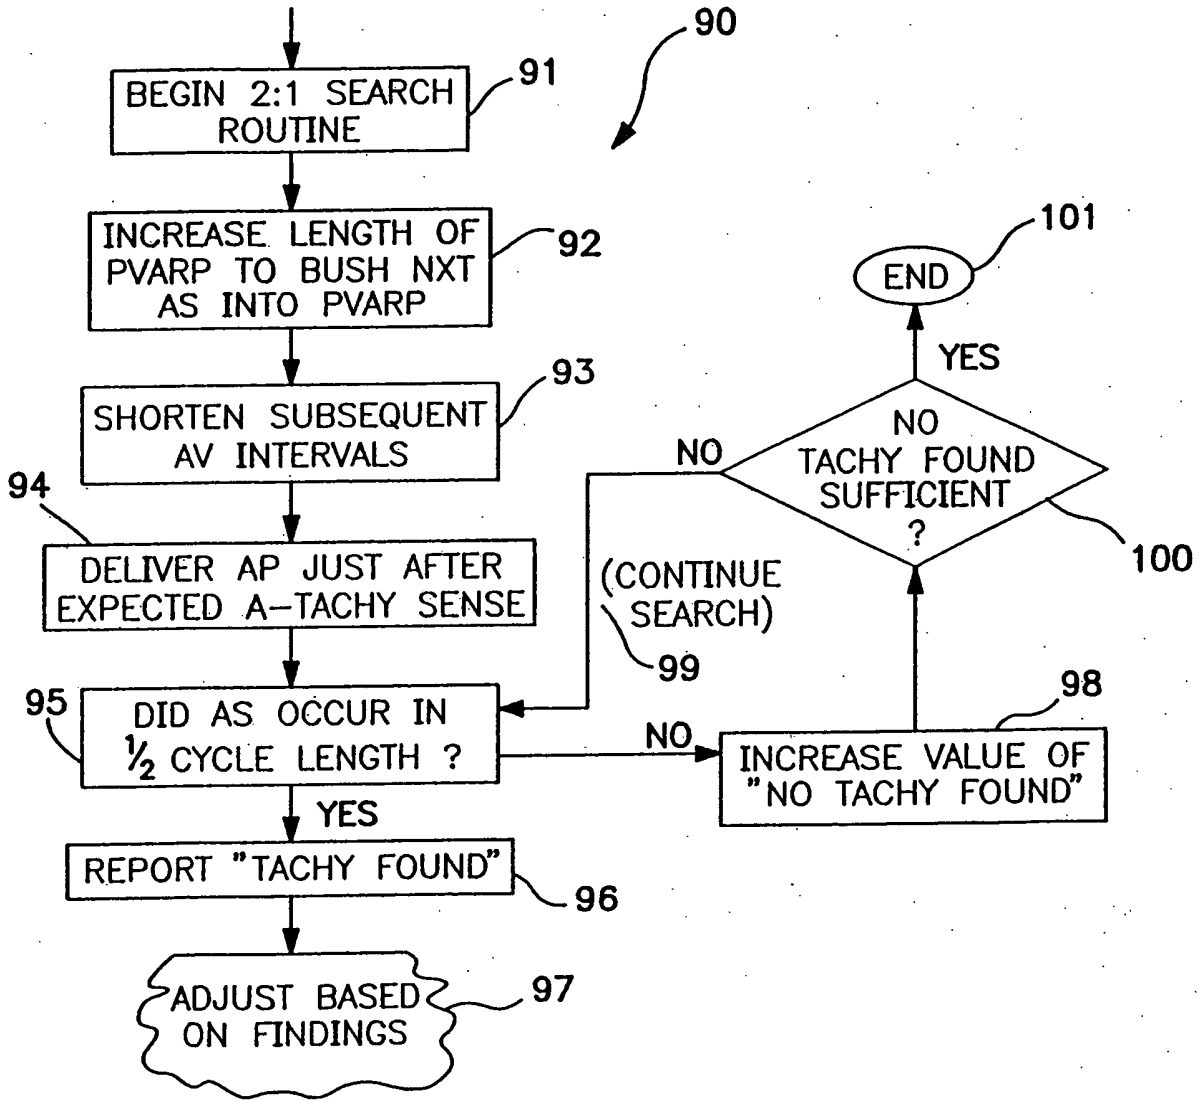 90
91
BEGIN 2:1 SEARCH
ROUTINE
92
INCREASE LENGTH OF
PVARP TO BUSH NXT
AS INTO PVARP
93
SHORTEN SUBSEQUENT
AV INTERVALS
94
DELIVER AP JUST AFTER
EXPECTED A-TACHY SENSE
95
DID AS OCCUR IN
½ CYCLE LENGTH ?
YES
REPORT "TACHY FOUND"
96
ADJUST BASED
ON FINDINGS
97
NO
98
INCREASE VALUE OF
"NO TACHY FOUND"
NO
TACHY FOUND
SUFFICIENT
?
100
NO
(CONTINUE
SEARCH)
99
YES
END
101